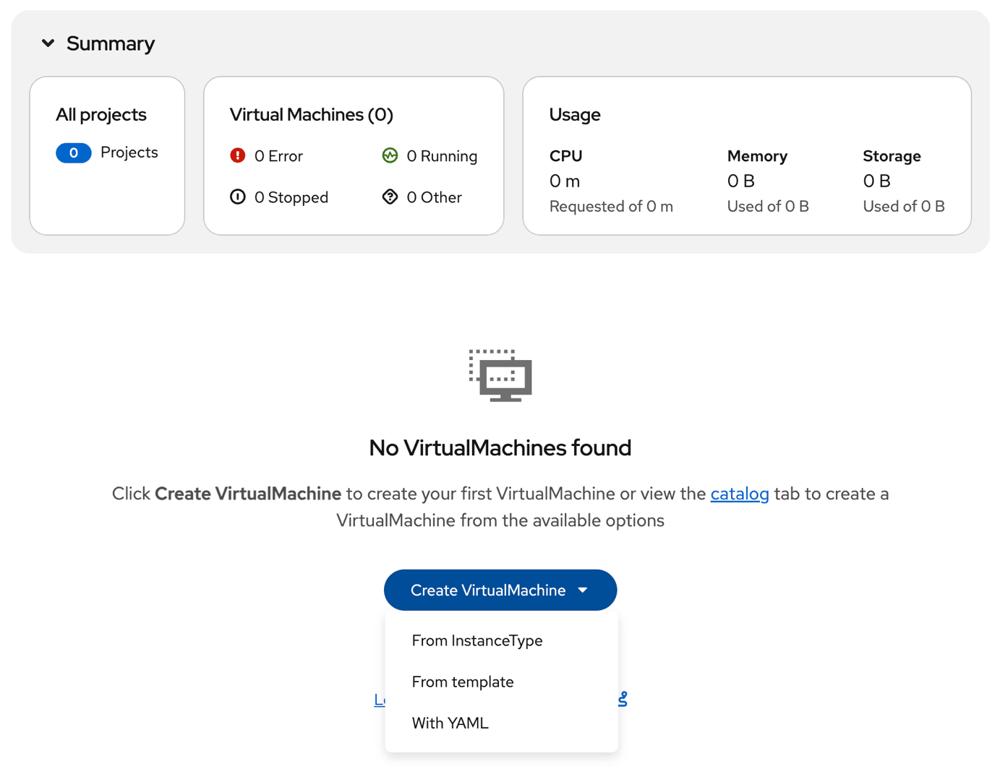 Summary
All projects
0 Projects
Virtual Machines (0)
0 Error
0 Running
0 Stopped
0 Other
Usage
CPU
0 m
Requested of 0 m
Memory
0 B
Used of 0 B
Storage
0 B
Used of 0 B
No VirtualMachines found
Click Create VirtualMachine to create your first VirtualMachine or view the catalog tab to create a
VirtualMachine from the available options
Create VirtualMachine
From InstanceType
From template
With YAML